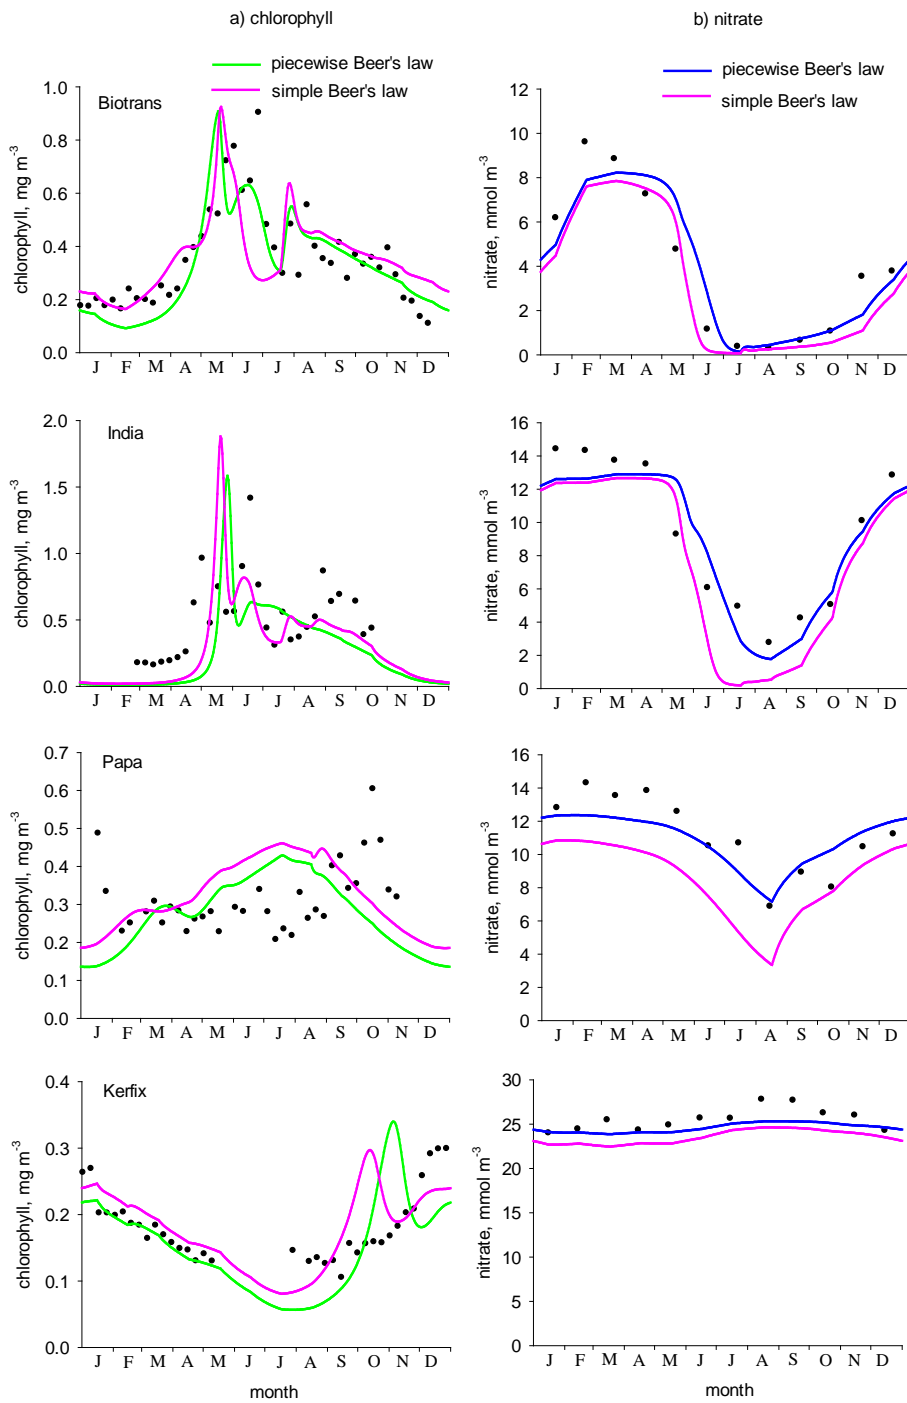 a) chlorophyll
b) nitrate
piecewise Beer's law
simple Beer's law
piecewise Beer's law
simple Beer's law
Biotrans
chlorophyll, mg m-3
1.0
0.8
0.6
0.4
0.2
0.0
J F M A M J J A S O N D
nitrate, mmol m-3
12
10
8
6
4
2
0
J F M A M J J A S O N D
India
chlorophyll, mg m-3
2.0
1.5
1.0
0.5
0.0
J F M A M J J A S O N D
nitrate, mmol m-3
16
14
12
10
8
6
4
2
0
J F M A M J J A S O N D
Papa
chlorophyll, mg m-3
0.7
0.6
0.5
0.4
0.3
0.2
0.1
0.0
J F M A M J J A S O N D
nitrate, mmol m-3
16
14
12
10
8
6
4
2
0
J F M A M J J A S O N D
Kerfix
chlorophyll, mg m-3
0.4
0.3
0.2
0.1
0.0
J F M A M J J A S O N D
month
nitrate, mmol m-3
30
25
20
15
10
5
0
J F M A M J J A S O N D
month